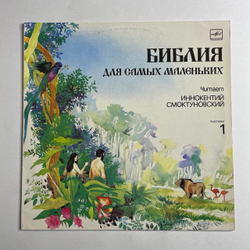 БИБЛИЯ
ДЛЯ САМЫХ МАЛЕНЬКИХ
Читает
ИННОКЕНТИЙ
СМОКТУНОВСКИЙ
1